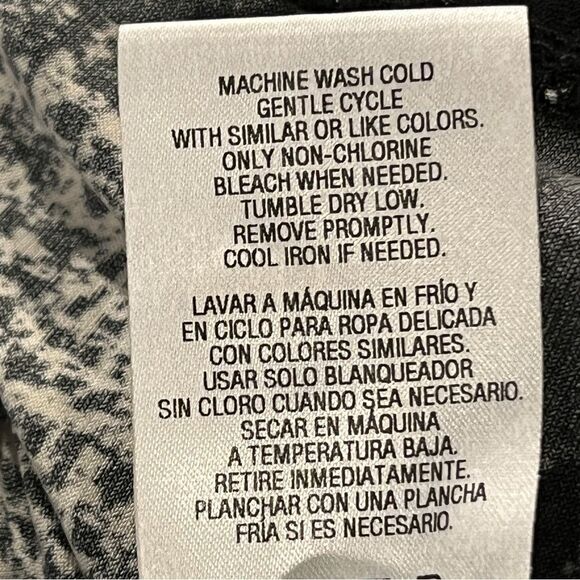 MACHINE WASH COLD
GENTLE CYCLE
WITH SIMILAR OR LIKE COLORS.
ONLY NON-CHLORINE
BLEACH WHEN NEEDED.
TUMBLE DRY LOW.
REMOVE PROMPTLY.
COOL IRON IF NEEDED.
LAVAR A MÁQUINA EN FRÍO Y
EN CICLO PARA ROPA DELICADA
CON COLORES SIMILARES.
USAR SOLO BLANQUEADOR
SIN CLORO CUANDO SEA NECESARIO.
SECAR EN MÁQUINA
A TEMPERATURA BAJA.
RETIRE INMEDIATAMENTE.
PLANCHAR CON UNA PLANCHA
FRÍA SI ES NECESARIO.